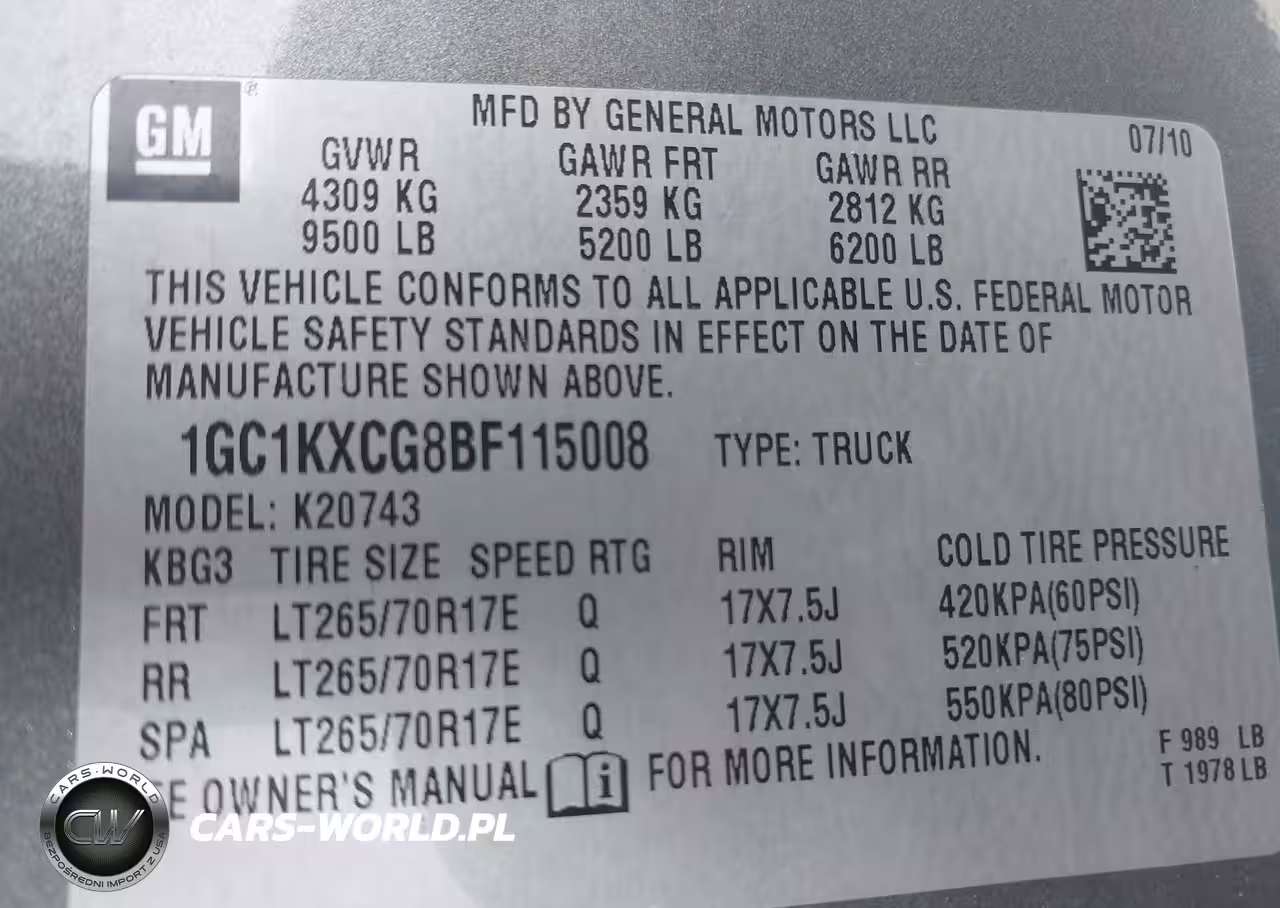 GM
MFD BY GENERAL MOTORS LLC
07/10
GVWR GAWR FRT GAWR RR
4309 KG 2359 KG 2812 KG
9500 LB 5200 LB 6200 LB
THIS VEHICLE CONFORMS TO ALL APPLICABLE U.S. FEDERAL MOTOR
VEHICLE SAFETY STANDARDS IN EFFECT ON THE DATE OF
MANUFACTURE SHOWN ABOVE.
1GC1KXCG8BF115008 TYPE: TRUCK
MODEL: K20743
KBG3 TIRE SIZE SPEED RTG RIM COLD TIRE PRESSURE
FRT LT265/70R17E Q 17X7.5J 420KPA(60PSI)
RR LT265/70R17E Q 17X7.5J 520KPA(75PSI)
SPA LT265/70R17E Q 17X7.5J 550KPA(80PSI)
E OWNER'S MANUAL i FOR MORE INFORMATION.
F 989 LB
T 1978 LB
CARS-WORLD
CW
BEZPOŚREDNI IMPORT Z USA
CARS-WORLD.PL